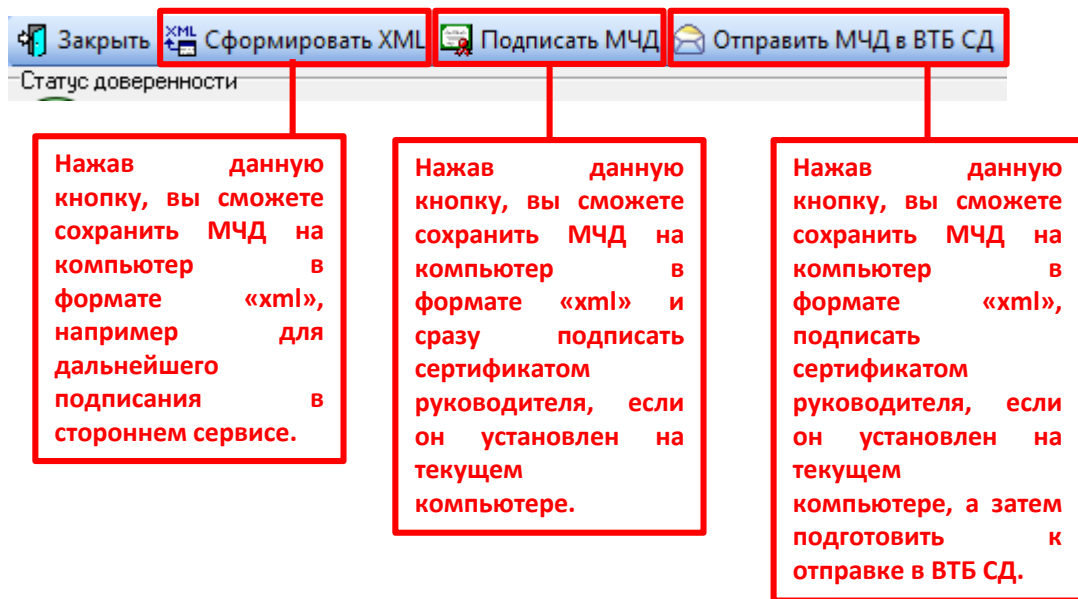 Закрыть XML Сформировать XML Подписать МЧД Отправить МЧД в ВТБ СД
Статус доверенности
Нажав данную
кнопку, вы сможете
сохранить МЧД на
компьютер в
формате «xml»,
например для
дальнейшего
подписания в
стороннем сервисе.
Нажав данную
кнопку, вы сможете
сохранить МЧД на
компьютер в
формате «xml» и
сразу подписать
сертификатом
руководителя, если
он установлен на
текущем
компьютере.
Нажав данную
кнопку, вы сможете
сохранить МЧД на
компьютер в
формате «xml»,
подписать
сертификатом
руководителя, если
он установлен на
текущем
компьютере, а затем
подготовить к
отправке в ВТБ СД.